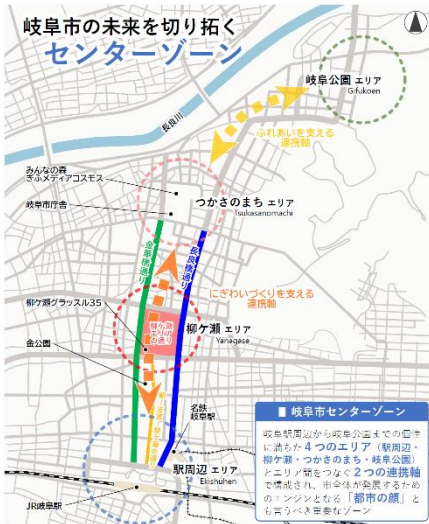 岐阜市の未来を切り拓く
センターゾーン
岐阜公園 エリア
Gifukoen
長良川
ふれあいを支える
連携軸
みんなの森
ぎふメディアコスモス
つかさのまち エリア
Tsukasanomachi
岐阜市庁舎
金華橋通り
長良橋通り
にぎわいづくりを支える
連携軸
柳ケ瀬グラッスル35
柳ケ瀬
エリア
の通り
柳ケ瀬 エリア
Yanagase
金公園
名鉄
岐阜駅
駅周辺 エリア
Ekishuhen
JR岐阜駅
■ 岐阜市センターゾーン
岐阜駅周辺から岐阜公園までの個性
に満ちた4つのエリア（駅周辺・
柳ケ瀬・つかさのまち・岐阜公園）
とエリア間をつなぐ2つの連携軸
で構成され、市全体が発展するため
のエンジンとなる「都市の顔」と
も言うべき重要なゾーン